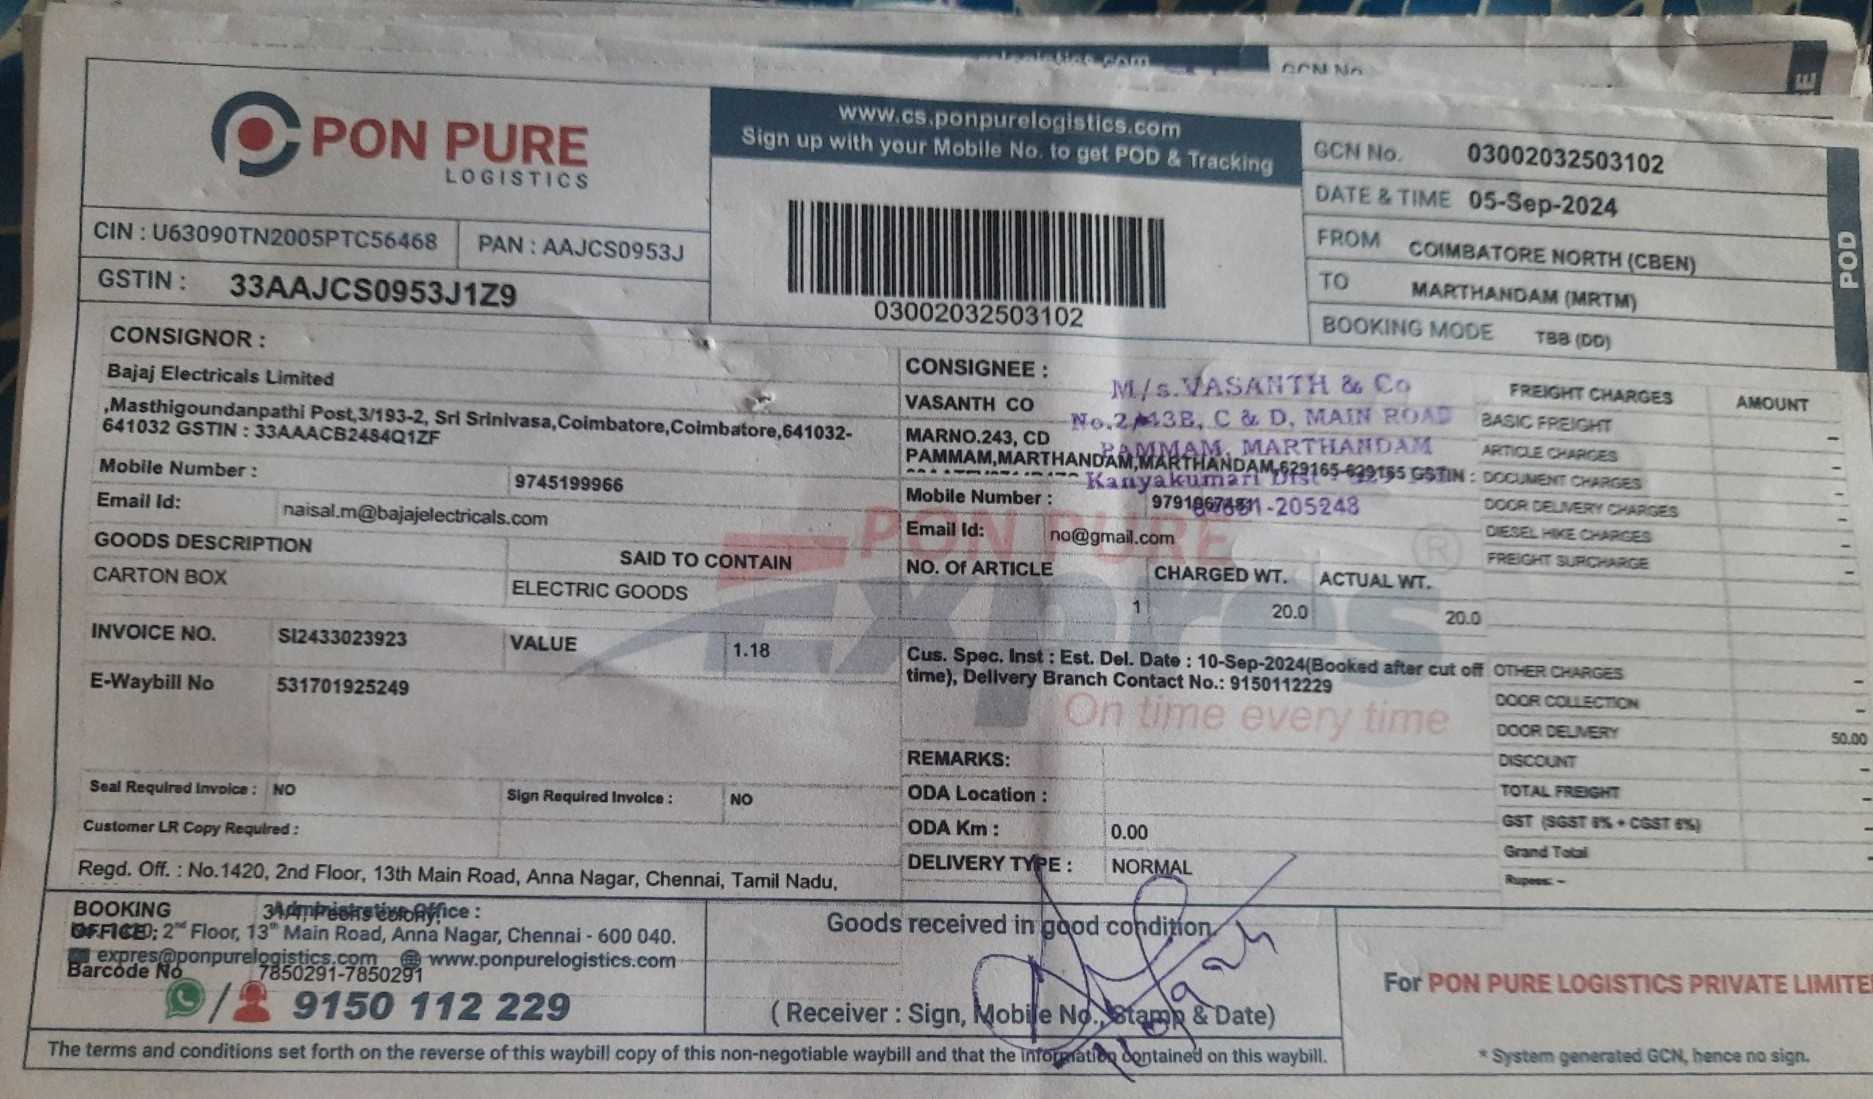 PON PURE
LOGISTICS
www.cs.ponpurelogistics.com
Sign up with your Mobile No. to get POD & Tracking
03002032503102
GCN No. 03002032503102
DATE & TIME 05-Sep-2024
FROM COIMBATORE NORTH (CBEN)
TO MARTHANDAM (MRTM)
BOOKING MODE TBB (DD)
POD
CIN : U63090TN2005PTC56468 PAN : AAJCS0953J
GSTIN : 33AAJCS0953J1Z9
CONSIGNOR :
Bajaj Electricals Limited
,Masthigoundanpathi Post,3/193-2, Sri Srinivasa,Coimbatore,Coimbatore,641032-
641032 GSTIN : 33AAACB2484Q1ZF
Mobile Number : 9745199966
Email Id: naisal.m@bajajelectricals.com
GOODS DESCRIPTION SAID TO CONTAIN
CARTON BOX ELECTRIC GOODS
INVOICE NO. SI2433023923 VALUE 1.18
E-Waybill No 531701925249
Seal Required Invoice : NO Sign Required Invoice : NO
Customer LR Copy Required :
Regd. Off. : No.1420, 2nd Floor, 13th Main Road, Anna Nagar, Chennai, Tamil Nadu,
CONSIGNEE :
VASANTH CO
MARNO.243, CD
PAMMAM,MARTHANDAM,MARTHANDAM,629165-629165 GSTIN :
M/s.VASANTH & Co
C & D, MAIN ROAD
PAMMAM, MARTHANDAM
Kanyakumari Dist
-205248
Mobile Number :
Email Id: no@gmail.com
NO. Of ARTICLE CHARGED WT. ACTUAL WT.
1 20.0 20.0
PON PURE
Expres
On time every time
Cus. Spec. Inst : Est. Del. Date : 10-Sep-2024(Booked after cut off
time), Delivery Branch Contact No.: 9150112229
REMARKS:
ODA Location :
ODA Km : 0.00
DELIVERY TYPE : NORMAL
FREIGHT CHARGES AMOUNT
BASIC FREIGHT –
ARTICLE CHARGES –
DOCUMENT CHARGES –
DOOR DELIVERY CHARGES –
DIESEL HIKE CHARGES –
FREIGHT SURCHARGE –
OTHER CHARGES –
DOOR COLLECTION –
DOOR DELIVERY 50.00
DISCOUNT –
TOTAL FREIGHT –
GST (SGST 6% + CGST 6%) –
Grand Total –
Rupees: –
BOOKING
OFFICE:
Administrative Office :
2nd Floor, 13th Main Road, Anna Nagar, Chennai - 600 040.
expres@ponpurelogistics.com www.ponpurelogistics.com
Barcode No 7850291-7850291
/ 9150 112 229
Goods received in good condition.
( Receiver : Sign, Mobile No., Stamp & Date)
For PON PURE LOGISTICS PRIVATE LIMITE
The terms and conditions set forth on the reverse of this waybill copy of this non-negotiable waybill and that the information contained on this waybill.
* System generated GCN, hence no sign.